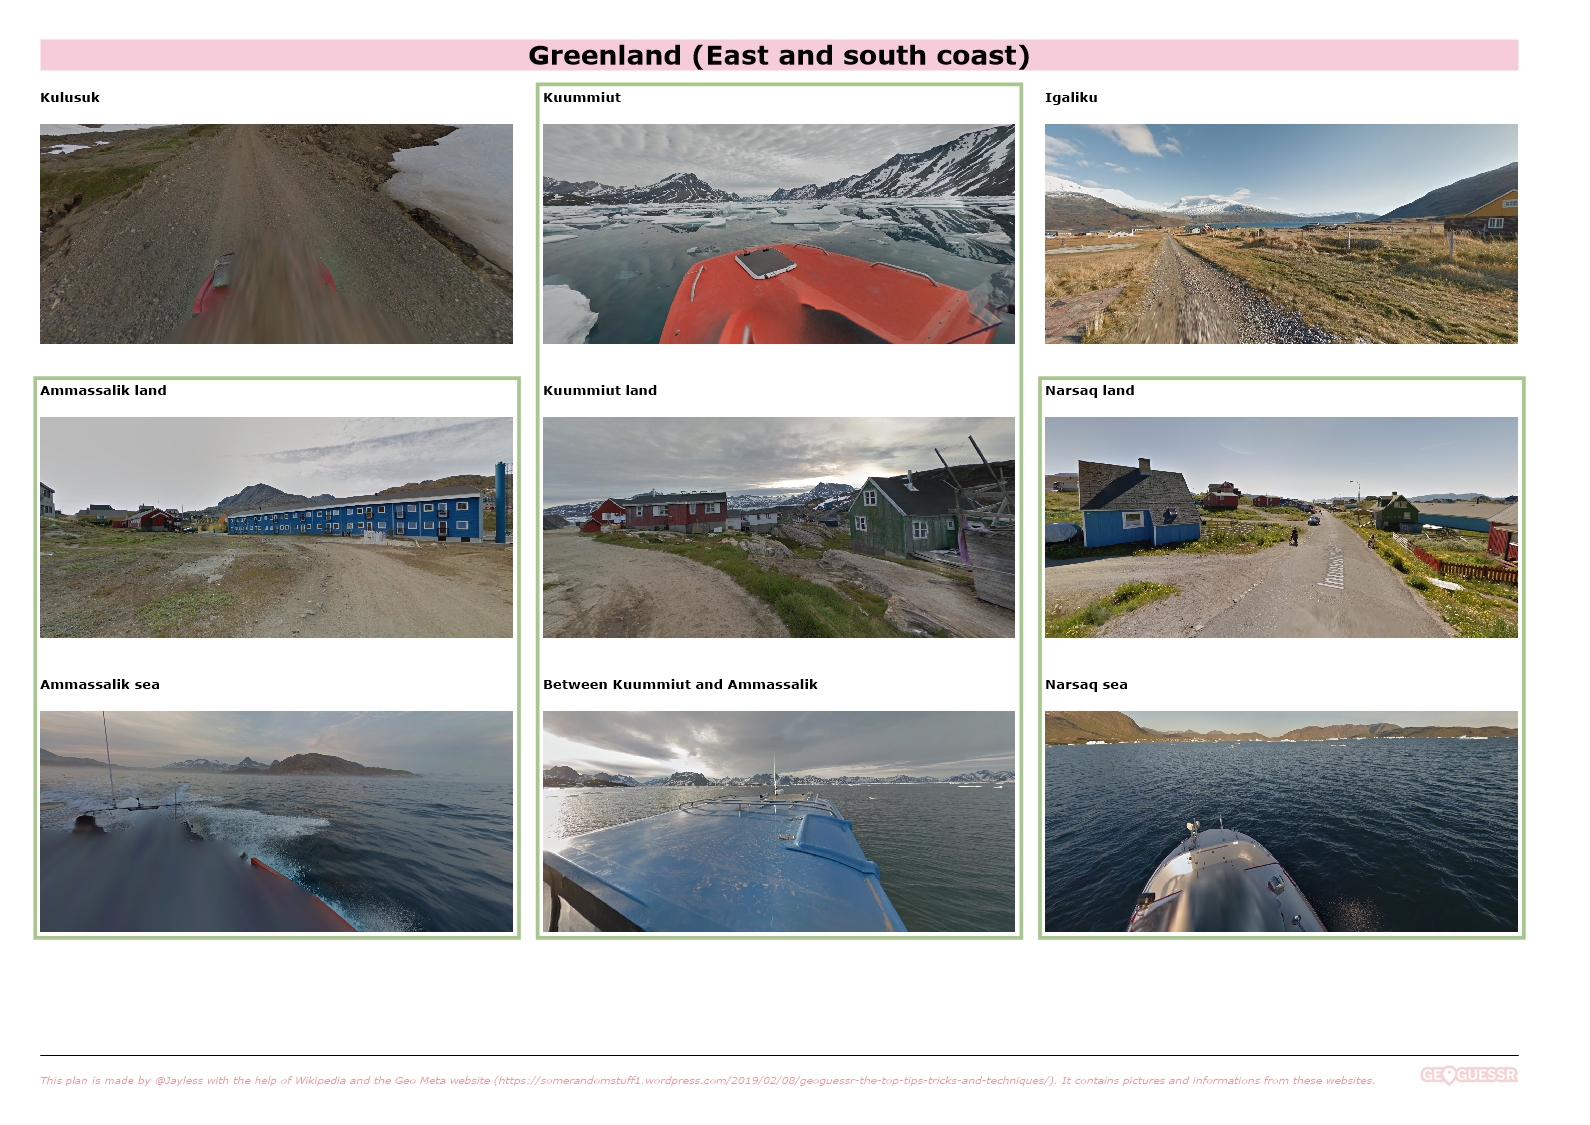 Greenland (East and south coast)
Kulusuk
Kuummiut
Igaliku
Ammassalik land
Kuummiut land
Narsaq land
Ammassalik sea
Between Kuummiut and Ammassalik
Narsaq sea
This plan is made by @Jayless with the help of Wikipedia and the Geo Meta website (https://somerandomstuff1.wordpress.com/2019/02/08/geoguessr-the-top-tips-tricks-and-techniques/). It contains pictures and informations from these websites.
GEOGUESSR